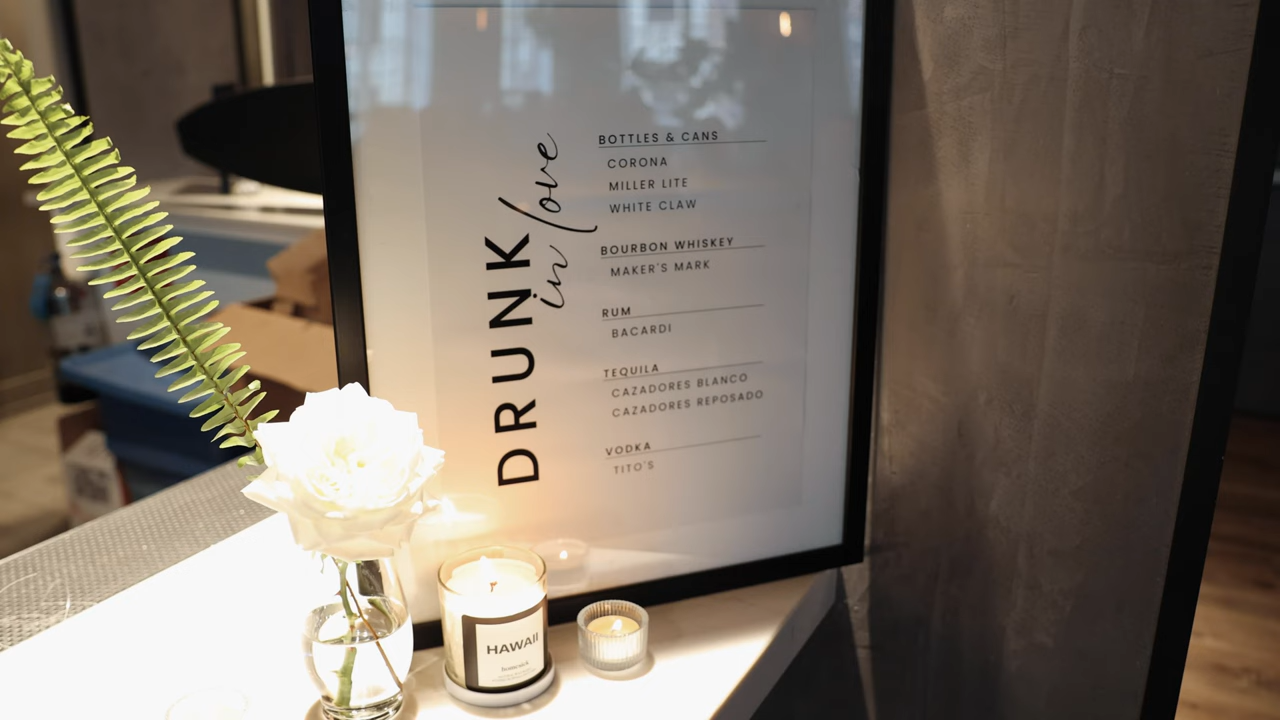 DRUNK
in love
BOTTLES & CANS
CORONA
MILLER LITE
WHITE CLAW
BOURBON WHISKEY
MAKER'S MARK
RUM
BACARDI
TEQUILA
CAZADORES BLANCO
CAZADORES REPOSADO
VODKA
TITO'S
HAWAII
homesick